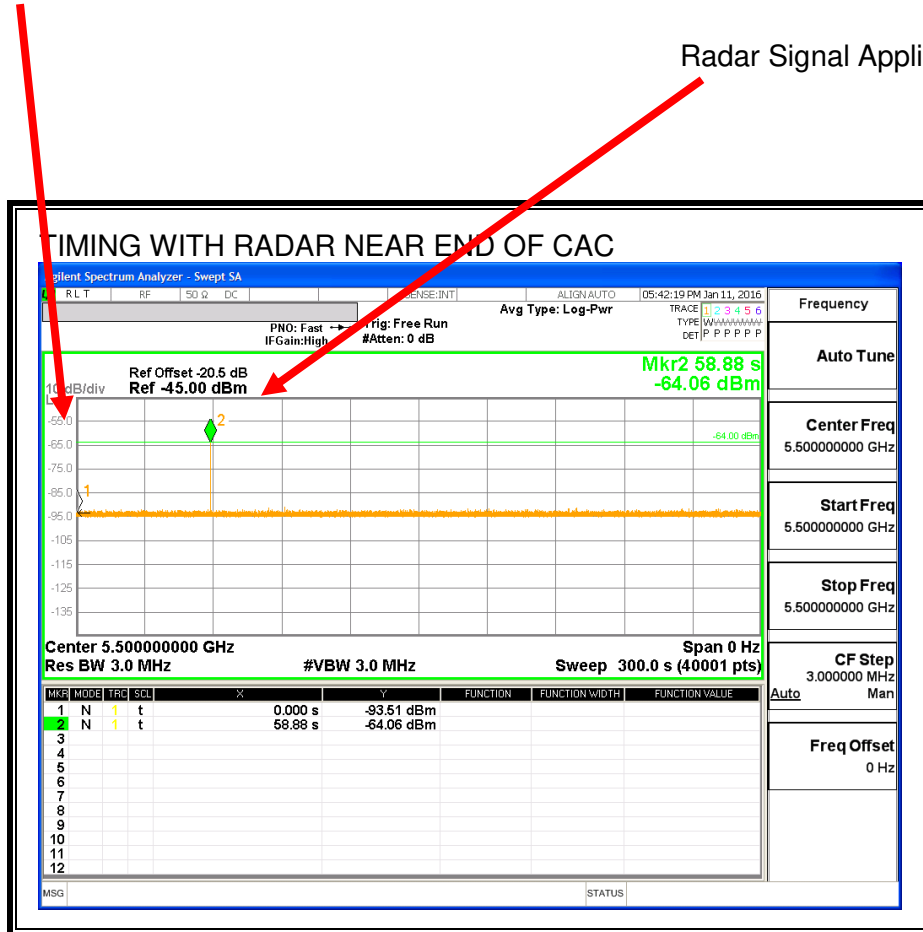 Radar Signal Appli
TIMING WITH RADAR NEAR END OF CAC
Agilent Spectrum Analyzer - Swept SA
RLT RF 50 Ω DC SENSE:INT ALIGN AUTO 05:42:19 PM Jan 11, 2016
Avg Type: Log-Pwr
TRACE 1 2 3 4 5 6
TYPE WWWWWW
DET P P P P P P
PNO: Fast Trig: Free Run
IFGain:High #Atten: 0 dB
Mkr2 58.88 s
-64.06 dBm
Ref Offset -20.5 dB
10 dB/div Ref -45.00 dBm
-55.0
-65.0
-75.0
-85.0
-95.0
-105
-115
-125
-135
2
-64.00 dBm
1
Center 5.500000000 GHz Span 0 Hz
Res BW 3.0 MHz #VBW 3.0 MHz Sweep 300.0 s (40001 pts)
MKR MODE TRC SCL X Y FUNCTION FUNCTION WIDTH FUNCTION VALUE
1 N 1 t 0.000 s -93.51 dBm
2 N 1 t 58.88 s -64.06 dBm
3
4
5
6
7
8
9
10
11
12
MSG STATUS
Frequency
Auto Tune
Center Freq
5.500000000 GHz
Start Freq
5.500000000 GHz
Stop Freq
5.500000000 GHz
CF Step
3.000000 MHz
Auto Man
Freq Offset
0 Hz